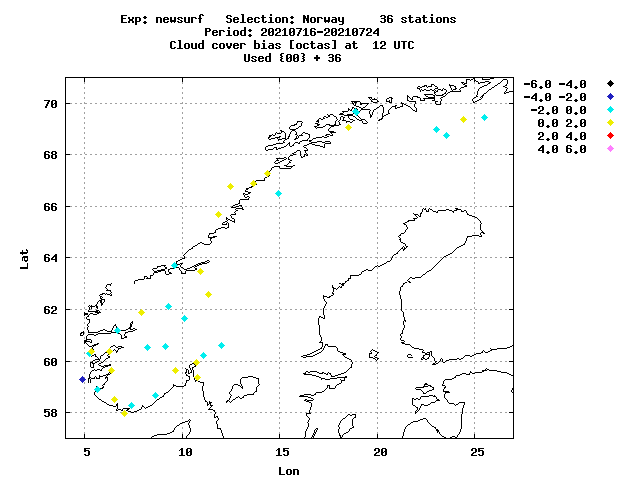 Exp: newsurf   Selection: Norway     36 stations
Period: 20210716-20210724
Cloud cover bias [octas] at  12 UTC
Used {00} + 36
-6.0 -4.0
-4.0 -2.0
-2.0 0.0
0.0 2.0
2.0 4.0
4.0 6.0
70
68
66
64
62
60
58
Lat
5 10 15 20 25
Lon